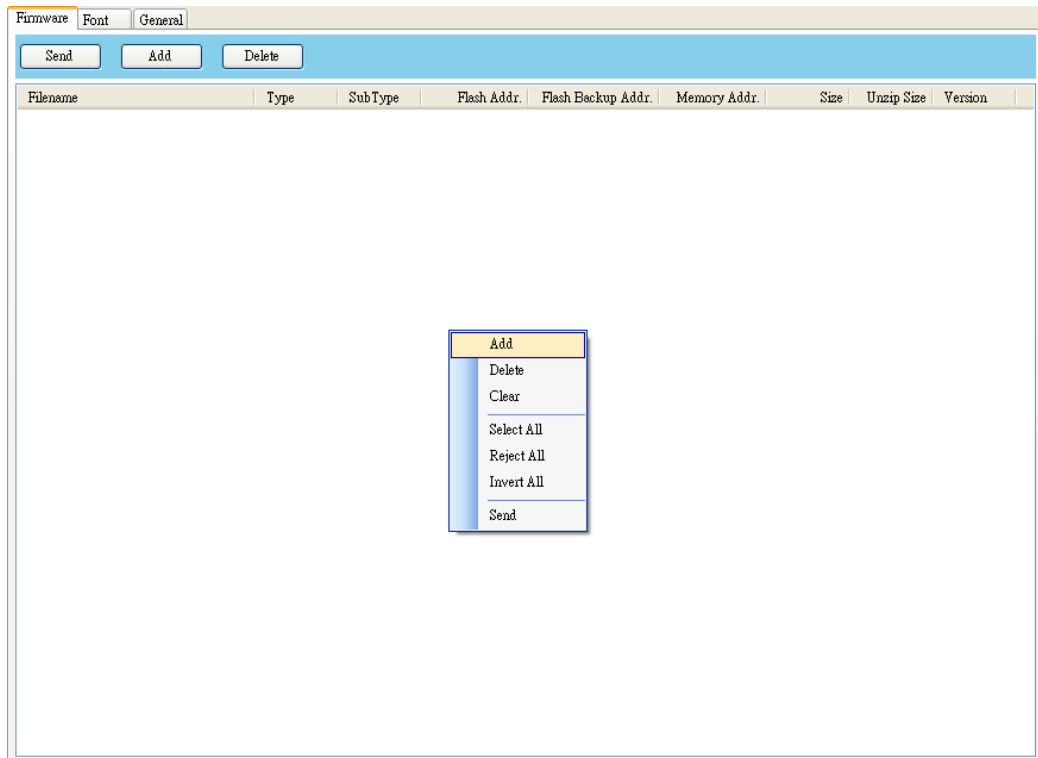 Firmware Font General
Send Add Delete
Filename Type SubType Flash Addr. Flash Backup Addr. Memory Addr. Size Unzip Size Version
Add
Delete
Clear
Select All
Reject All
Invert All
Send